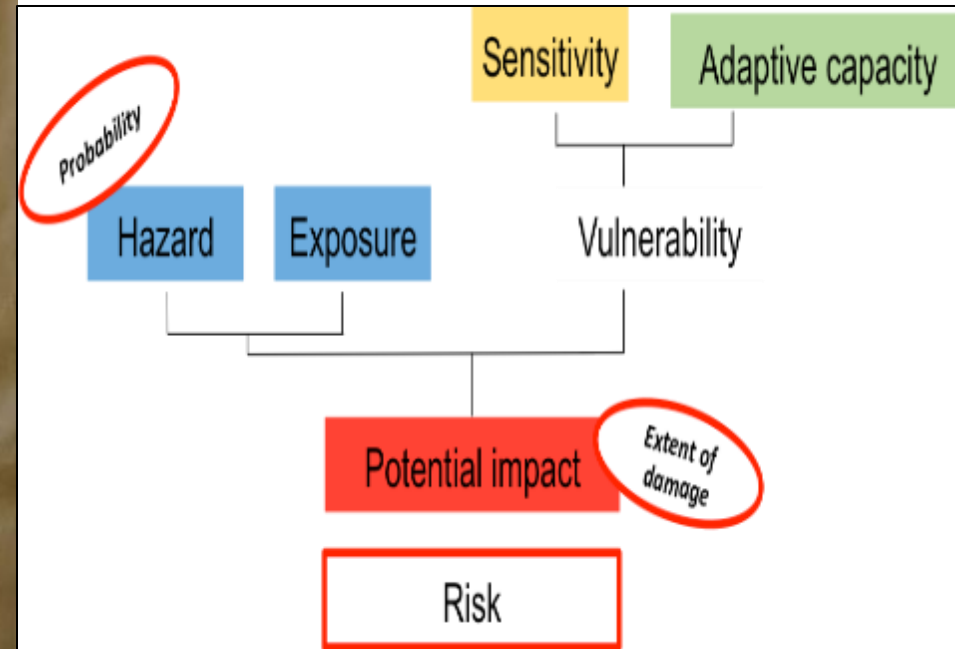 Sensitivity
Adaptive capacity
Probability
Hazard
Exposure
Vulnerability
Potential impact
Extent of
damage
Risk